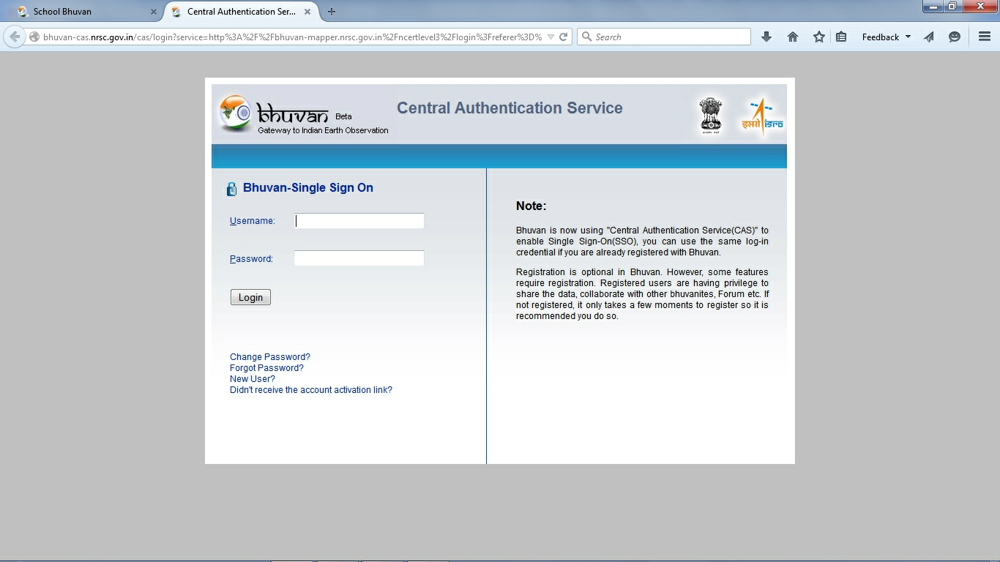 School Bhuvan
Central Authentication Ser...
bhuvan-cas.nrsc.gov.in/cas/login?service=http%3A%2F%2Fbhuvan-mapper.nrsc.gov.in%2Fncertlevel3%2Flogin%3Freferer%3D%
Search
Feedback
bhuvan Beta
Gateway to Indian Earth Observation
Central Authentication Service
इसरो isro
Bhuvan-Single Sign On
Username:
Password:
Login
Change Password?
Forgot Password?
New User?
Didn't receive the account activation link?
Note:
Bhuvan is now using "Central Authentication Service(CAS)" to
enable Single Sign-On(SSO), you can use the same log-in
credential if you are already registered with Bhuvan.
Registration is optional in Bhuvan. However, some features
require registration. Registered users are having privilege to
share the data, collaborate with other bhuvanites, Forum etc. If
not registered, it only takes a few moments to register so it is
recommended you do so.